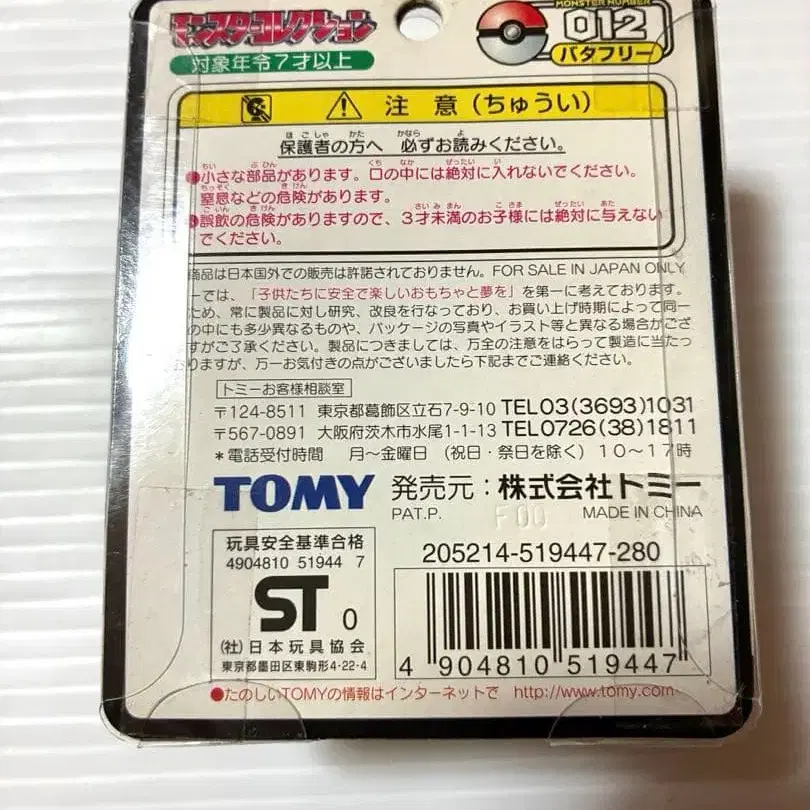 モンスターコレクション
対象年令7才以上
MONSTER NUMBER
012
バタフリー
注意(ちゅうい)
保護者の方へ 必ずお読みください。
●小さな部品があります。口の中には絶対に入れないでください。
窒息などの危険があります。
●誤飲の危険がありますので、3才未満のお子様には絶対に与えない
でください。
商品は日本国外での販売は許諾されておりません。FOR SALE IN JAPAN ONLY
ーでは、「子供たちに安全で楽しいおもちゃと夢を」を第一に考えております。
ため、常に製品に対し研究、改良を行なっており、お買い上げ時期によって同一
の中にも多少異なるものや、パッケージの写真やイラスト等と異なる場合がござ
すがご了承ください。製品につきましては、万全の注意をはらって製造に当たっ
おりますが、万一お気付きの点がございましたら下記までご連絡ください。
トミーお客様相談室
〒124-8511 東京都葛飾区立石7-9-10 TEL03(3693)1031
〒567-0891 大阪府茨木市水尾1-1-13 TEL0726(38)1811
*電話受付時間 月〜金曜日(祝日・祭日を除く)10〜17時
TOMY 発売元:株式会社トミー
PAT.P. F00 MADE IN CHINA
玩具安全基準合格
4904810 51944 7
ST 0
(社)日本玩具協会
東京都墨田区東駒形4-22-4
205214-519447-280
4 904810 519447
●たのしいTOMYの情報はインターネットで http://www.tomy.com